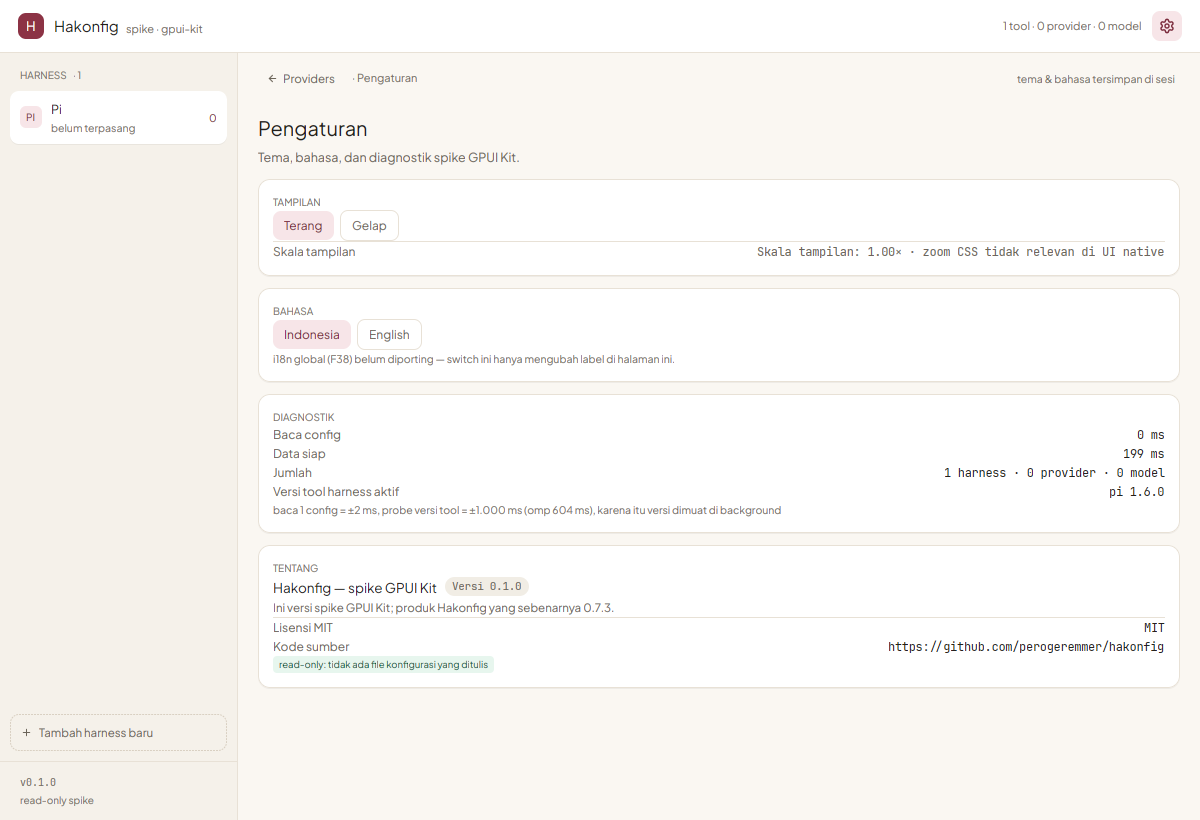 H Hakonfig spike · gpui-kit
1 tool · 0 provider · 0 model
HARNESS · 1
PI Pi 0
belum terpasang
← Providers · Pengaturan
tema & bahasa tersimpan di sesi
Pengaturan
Tema, bahasa, dan diagnostik spike GPUI Kit.
TAMPILAN
Terang Gelap
Skala tampilan Skala tampilan: 1.00× · zoom CSS tidak relevan di UI native
BAHASA
Indonesia English
i18n global (F38) belum diporting — switch ini hanya mengubah label di halaman ini.
DIAGNOSTIK
Baca config 0 ms
Data siap 199 ms
Jumlah 1 harness · 0 provider · 0 model
Versi tool harness aktif pi 1.6.0
baca 1 config = ±2 ms, probe versi tool = ±1.000 ms (omp 604 ms), karena itu versi dimuat di background
TENTANG
Hakonfig — spike GPUI Kit Versi 0.1.0
Ini versi spike GPUI Kit; produk Hakonfig yang sebenarnya 0.7.3.
Lisensi MIT MIT
Kode sumber https://github.com/perogeremmer/hakonfig
read-only: tidak ada file konfigurasi yang ditulis
+ Tambah harness baru
v0.1.0
read-only spike